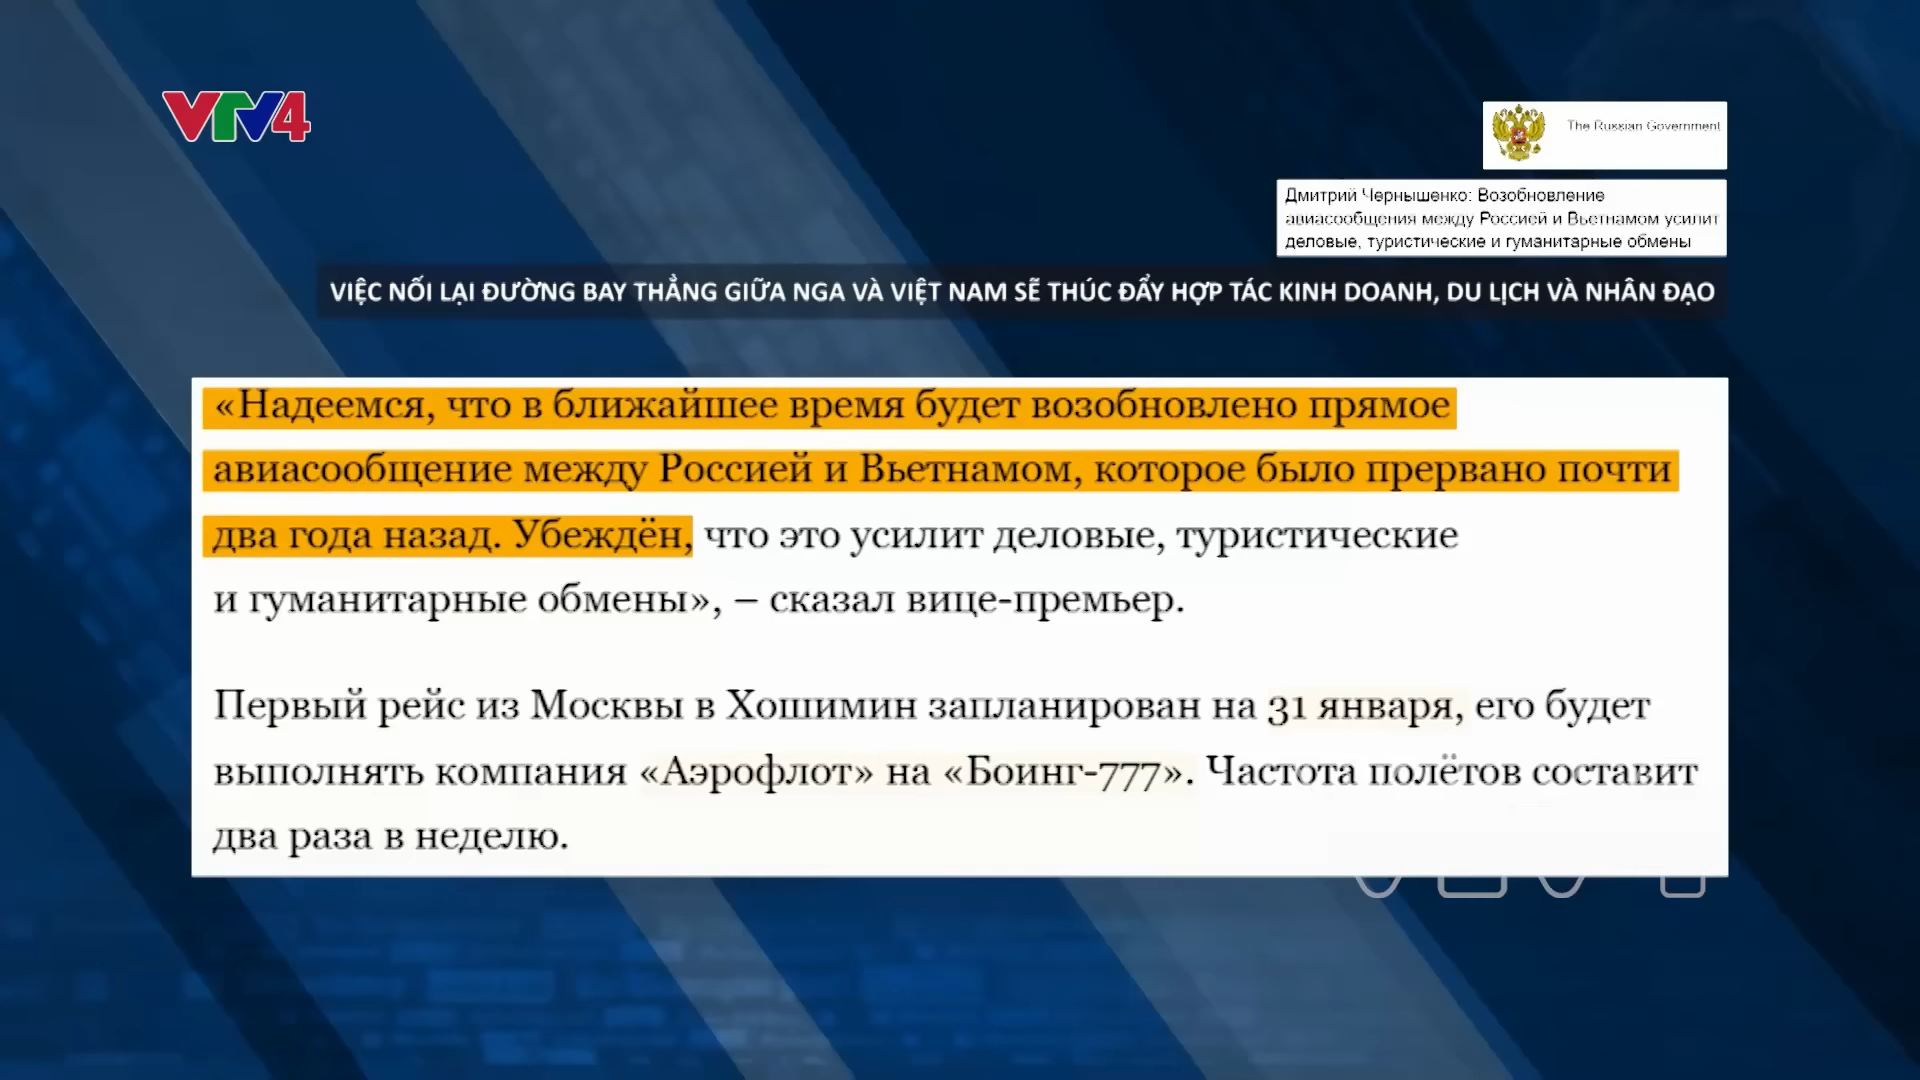 VTV4
The Russian Government
Дмитрий Чернышенко: Возобновление
авиасообщения между Россией и Вьетнамом усилит
деловые, туристические и гуманитарные обмены
VIỆC NỐI LẠI ĐƯỜNG BAY THẲNG GIỮA NGA VÀ VIỆT NAM SẼ THÚC ĐẨY HỢP TÁC KINH DOANH, DU LỊCH VÀ NHÂN ĐẠO
«Надеемся, что в ближайшее время будет возобновлено прямое
авиасообщение между Россией и Вьетнамом, которое было прервано почти
два года назад. Убеждён, что это усилит деловые, туристические
и гуманитарные обмены», – сказал вице-премьер.
Первый рейс из Москвы в Хошимин запланирован на 31 января, его будет
выполнять компания «Аэрофлот» на «Боинг-777». Частота полётов составит
два раза в неделю.